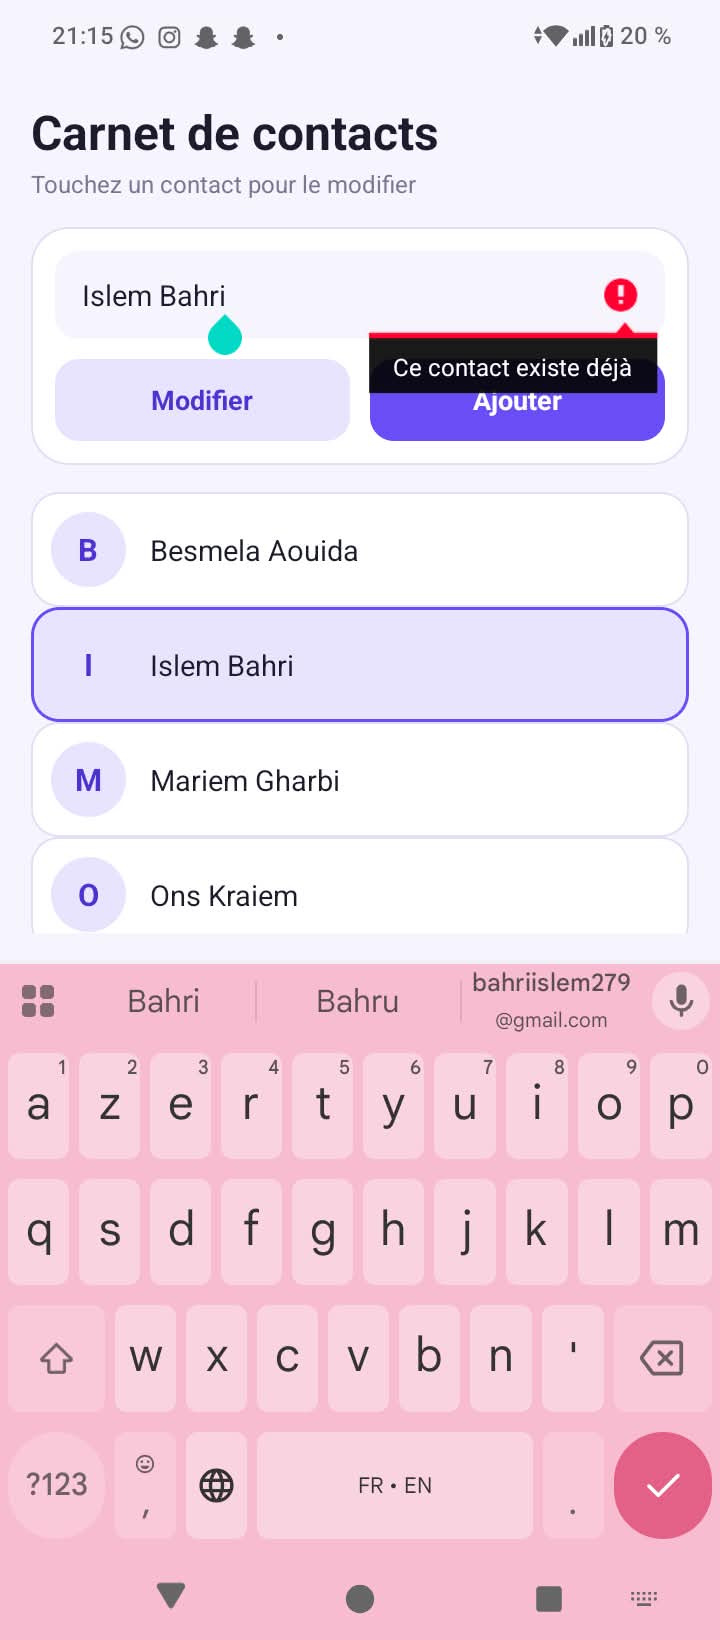 21:15
20 %
Carnet de contacts
Touchez un contact pour le modifier
Islem Bahri
Ce contact existe déjà
Modifier
Ajouter
B Besmela Aouida
I Islem Bahri
M Mariem Gharbi
O Ons Kraiem
Bahri Bahru bahriislem279
@gmail.com
1 2 3 4 5 6 7 8 9 0
a z e r t y u i o p
q s d f g h j k l m
w x c v b n '
?123 , FR • EN .